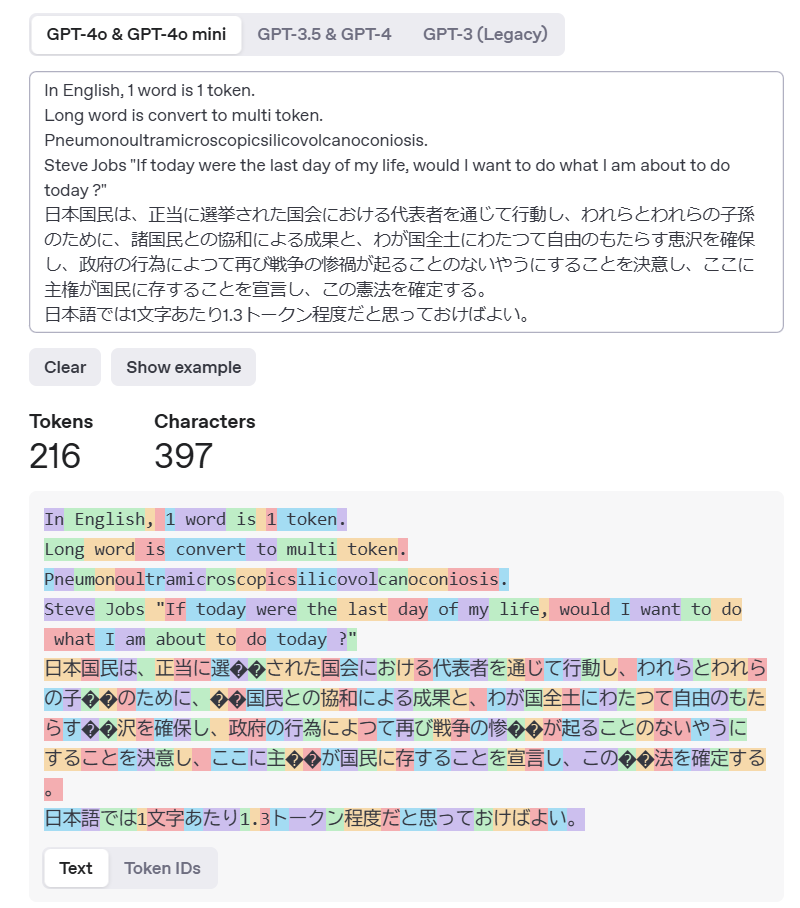 GPT-4o & GPT-4o mini GPT-3.5 & GPT-4 GPT-3 (Legacy)
In English, 1 word is 1 token.
Long word is convert to multi token.
Pneumonoultramicroscopicsilicovolcanoconiosis.
Steve Jobs "If today were the last day of my life, would I want to do what I am about to do
today ?"
日本国民は、正当に選挙された国会における代表者を通じて行動し、われらとわれらの子孫
のために、諸国民との協和による成果と、わが国全土にわたつて自由のもたらす恵沢を確保
し、政府の行為によつて再び戦争の惨禍が起ることのないやうにすることを決意し、ここに
主権が国民に存することを宣言し、この憲法を確定する。
日本語では1文字あたり1.3トークン程度だと思っておけばよい。
Clear Show example
Tokens Characters
216 397
In English, 1 word is 1 token.
Long word is convert to multi token.
Pneumonoultramicroscopicsilicovolcanoconiosis.
Steve Jobs "If today were the last day of my life, would I want to do
what I am about to do today ?"
日本国民は、正当に選��された国会における代表者を通じて行動し、われらとわれら
の子��のために、��国民との協和による成果と、わが国全土にわたつて自由のもた
らす��沢を確保し、政府の行為によつて再び戦争の惨��が起ることのないやうに
することを決意し、ここに主��が国民に存することを宣言し、この��法を確定する
。
日本語では1文字あたり1.3トークン程度だと思っておけばよい。
Text Token IDs